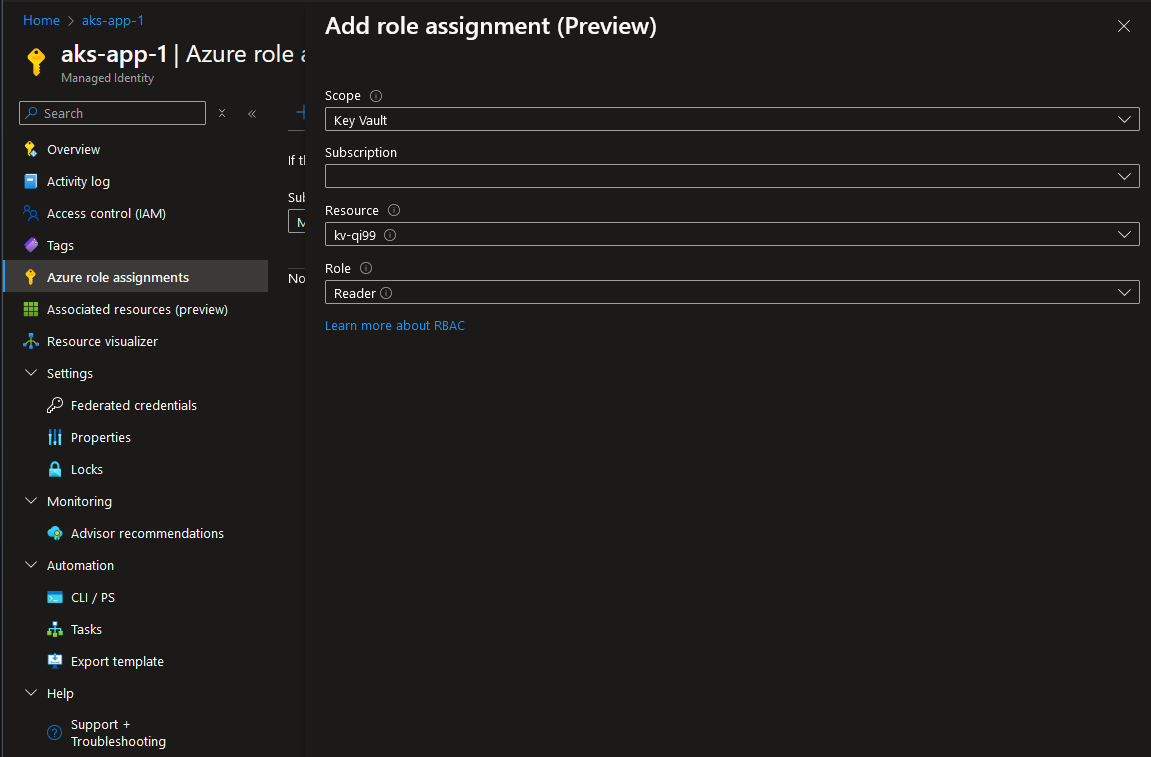 Home > aks-app-1
aks-app-1 | Azure role a
Managed Identity
Search
Overview
Activity log
Access control (IAM)
Tags
Azure role assignments
Associated resources (preview)
Resource visualizer
Settings
Federated credentials
Properties
Locks
Monitoring
Advisor recommendations
Automation
CLI / PS
Tasks
Export template
Help
Support +
Troubleshooting
If th
Sub
M
No
Add role assignment (Preview)
Scope
Key Vault
Subscription
Resource
kv-qi99
Role
Reader
Learn more about RBAC